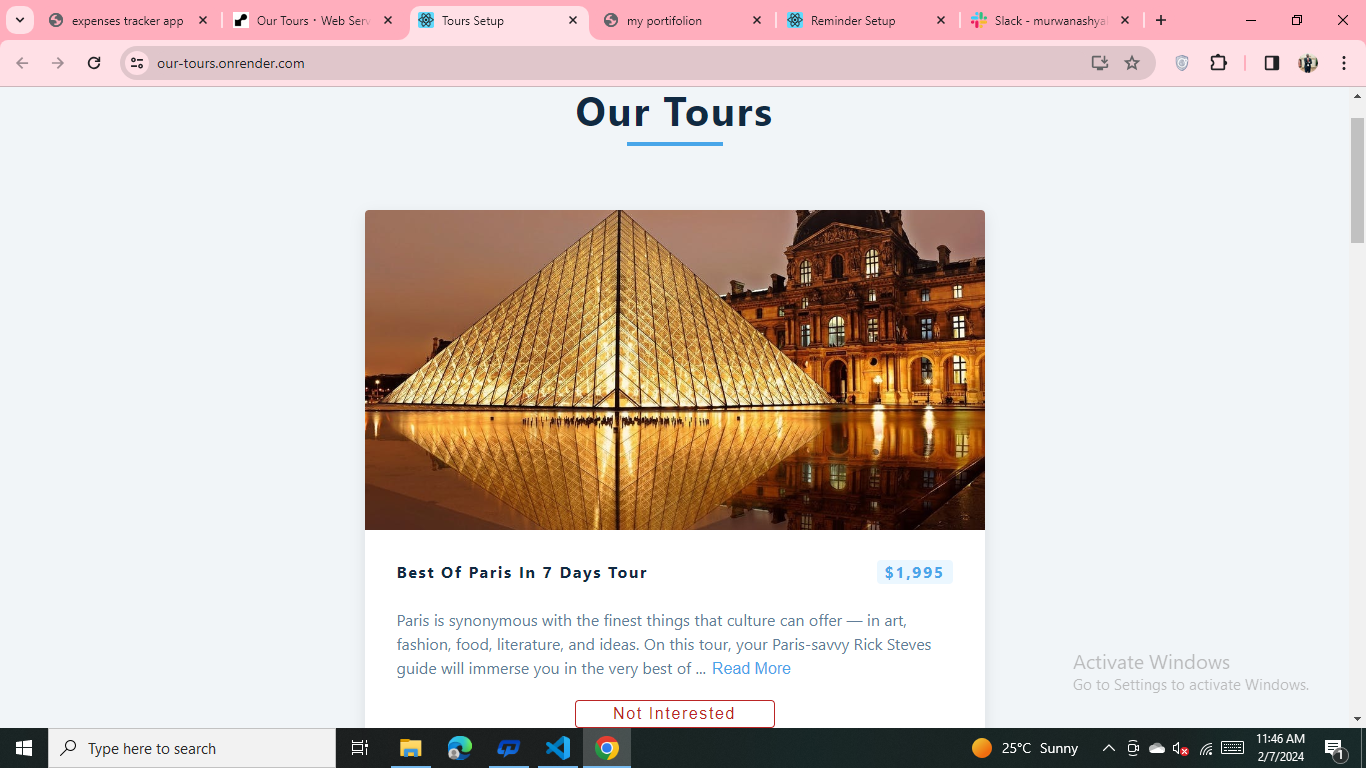 expenses tracker app
Our Tours · Web Serv
Tours Setup
my portifolion
Reminder Setup
Slack - murwanashyal
our-tours.onrender.com
Our Tours
Best Of Paris In 7 Days Tour
$1,995
Paris is synonymous with the finest things that culture can offer — in art,
fashion, food, literature, and ideas. On this tour, your Paris-savvy Rick Steves
guide will immerse you in the very best of ... Read More
Not Interested
Activate Windows
Go to Settings to activate Windows.
Type here to search
25°C Sunny
11:46 AM
2/7/2024
1